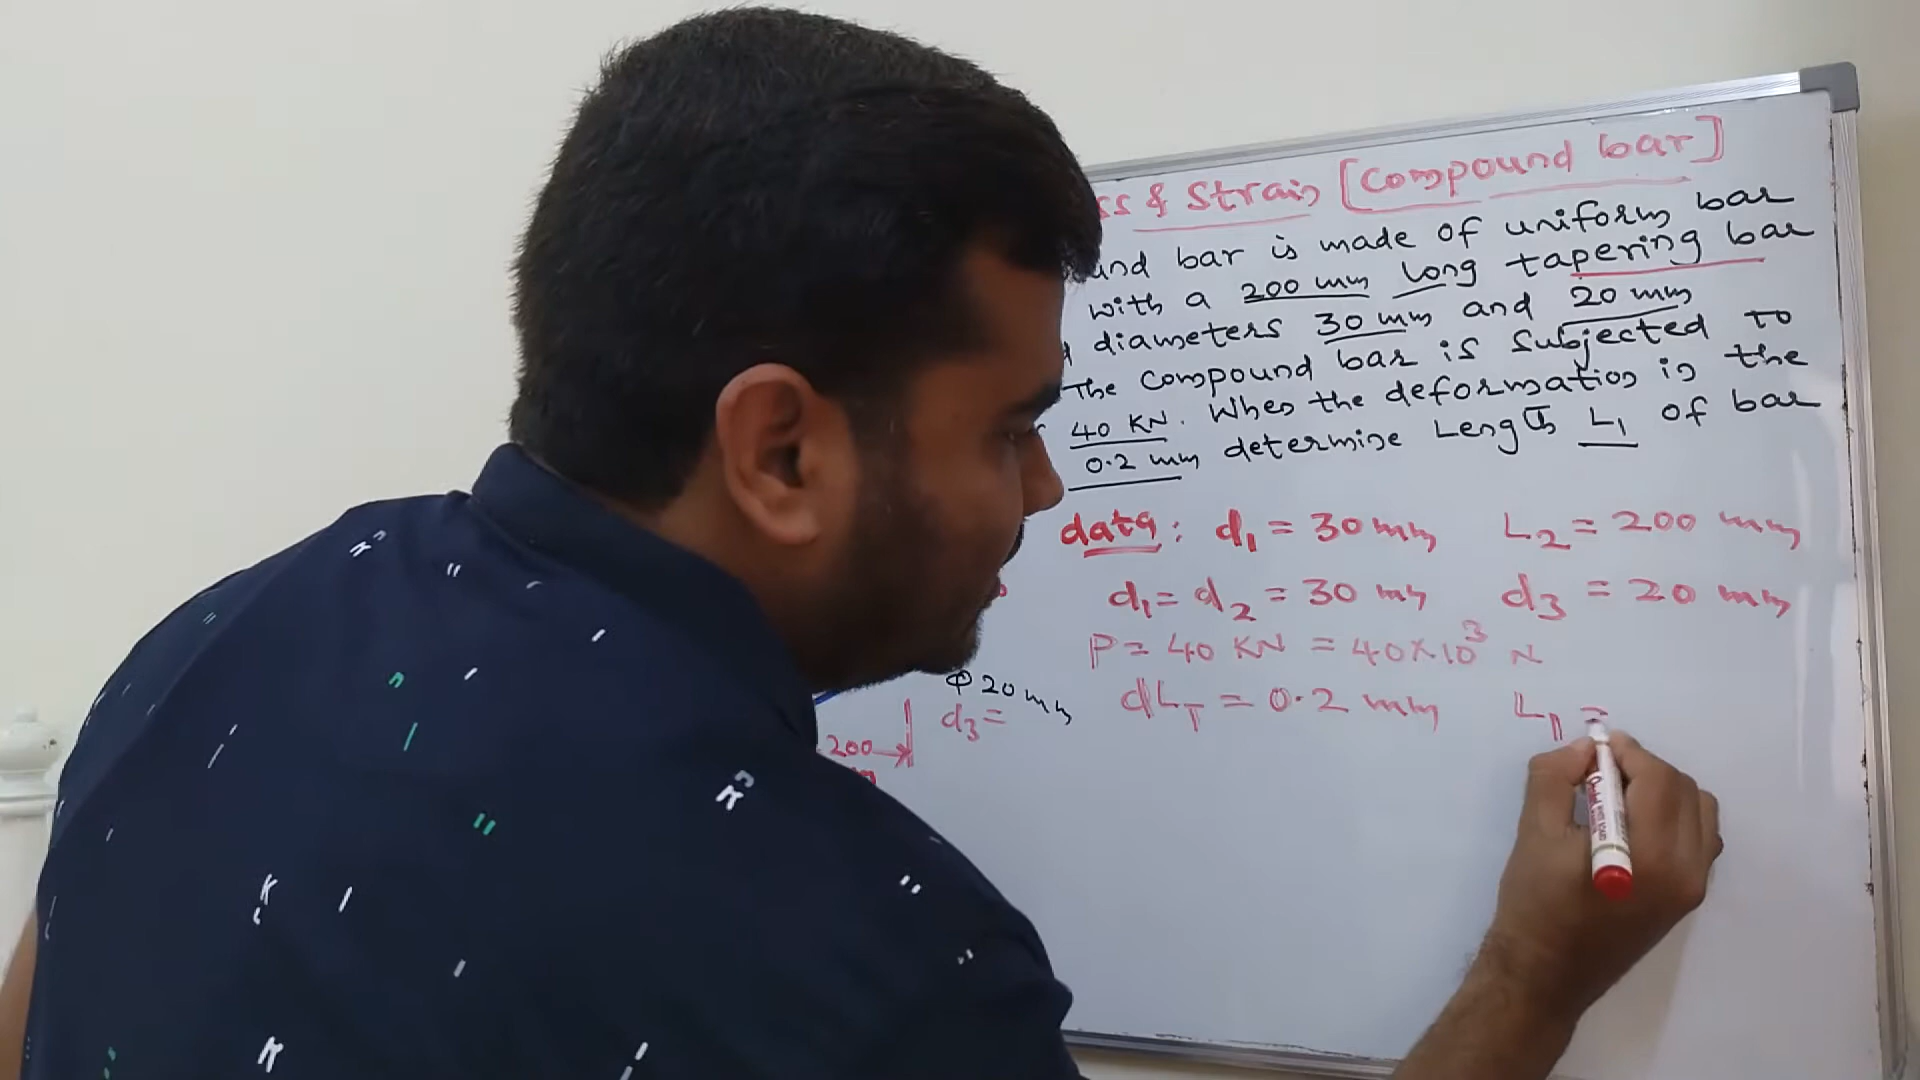 ss & Strain [Compound bar]
und bar is made of uniform bar
with a 200 mm long tapering bar
diameters 30 mm and 20 mm
The compound bar is subjected to
40 KN. When the deformation in the
0.2 mm determine Length L1 of bar
data: d1 = 30 mm L2 = 200 mm
d1 = d2 = 30 mm d3 = 20 mm
P = 40 KN = 40×10³ N
dLT = 0.2 mm L1 =
Φ 20 mm
d3 =
200